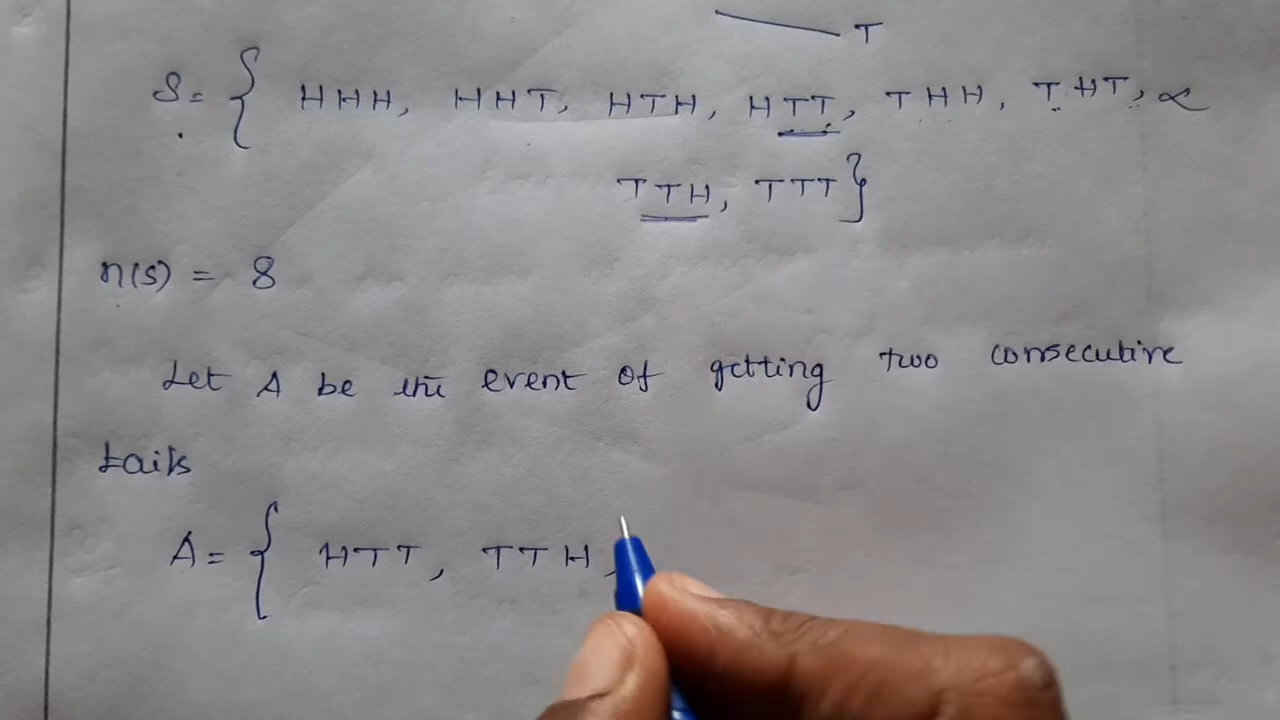 T
S = { HHH, HHT, HTH, HTT, THH, THT,
TTH, TTT}
n(s) = 8
Let A be the event of getting two consecutive
tails
A = { HTT, TTH,